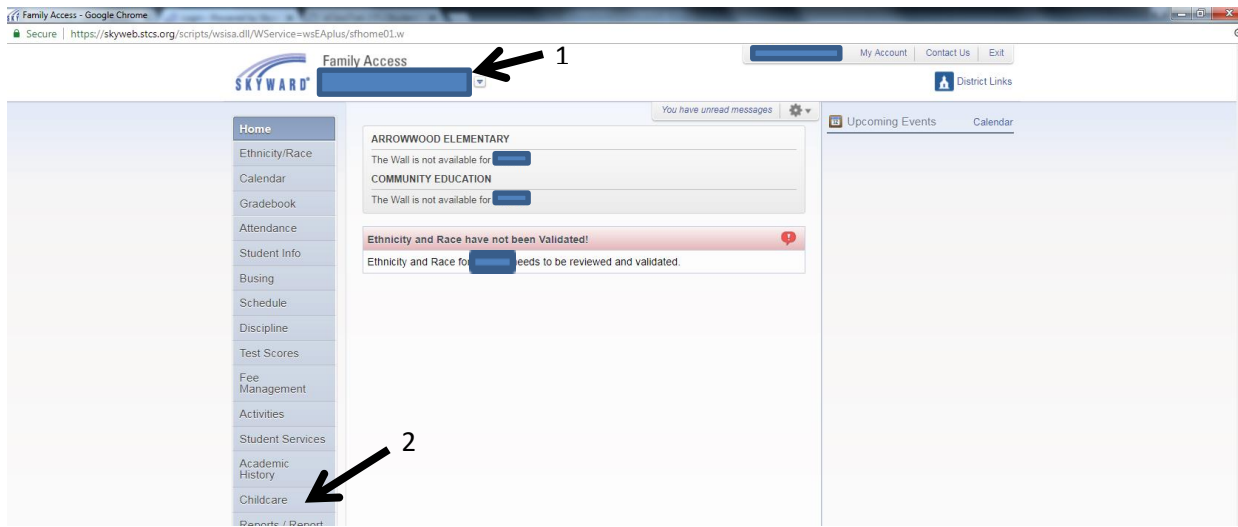 Family Access - Google Chrome
Secure | https://skyweb.stcs.org/scripts/wsisa.dll/WService=wsEAplus/sfhome01.w
SKYWARD®
Family Access
1
My Account
Contact Us
Exit
District Links
You have unread messages
Home
Ethnicity/Race
Calendar
Gradebook
Attendance
Student Info
Busing
Schedule
Discipline
Test Scores
Fee
Management
Activities
Student Services
Academic
History
Childcare
Reports / Report
2
ARROWWOOD ELEMENTARY
The Wall is not available for
COMMUNITY EDUCATION
The Wall is not available for
Ethnicity and Race have not been Validated!
Ethnicity and Race for needs to be reviewed and validated.
Upcoming Events
Calendar